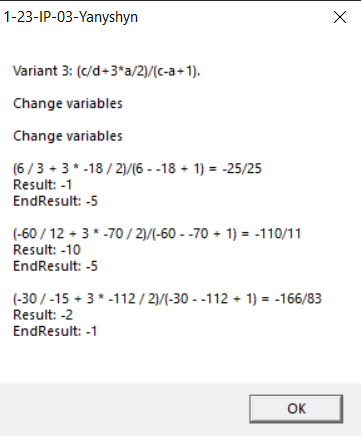 1-23-IP-03-Yanyshyn
Variant 3: (c/d+3*a/2)/(c-a+1).
Change variables
Change variables
(6 / 3 + 3 * -18 / 2)/(6 - -18 + 1) = -25/25
Result: -1
EndResult: -5
(-60 / 12 + 3 * -70 / 2)/(-60 - -70 + 1) = -110/11
Result: -10
EndResult: -5
(-30 / -15 + 3 * -112 / 2)/(-30 - -112 + 1) = -166/83
Result: -2
EndResult: -1
OK